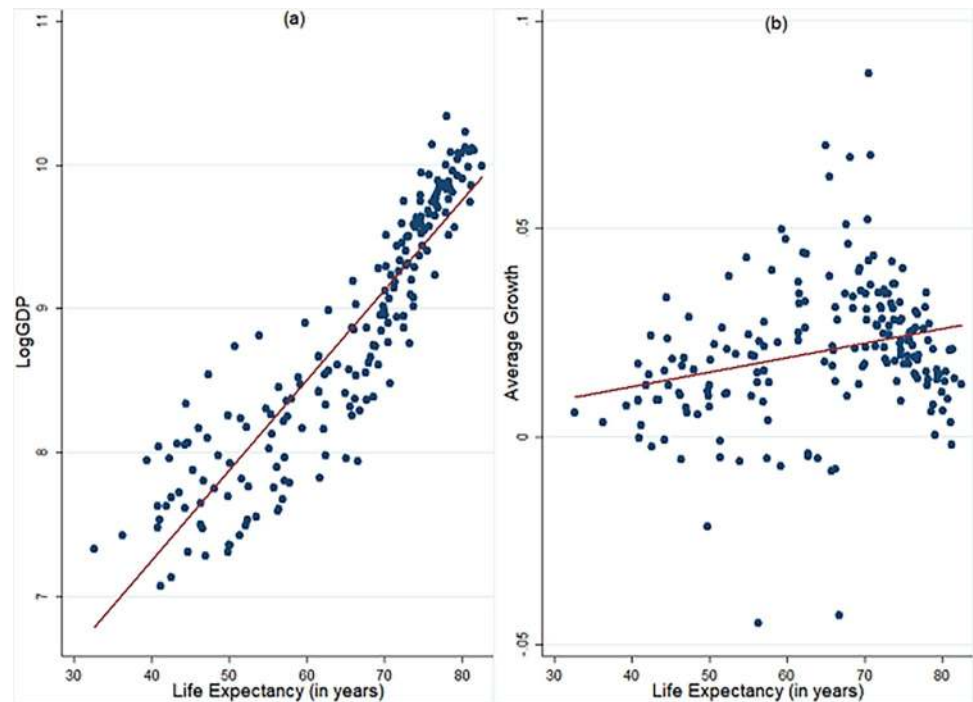 (a)
LogGDP
11
10
9
8
7
30 40 50 60 70 80
Life Expectancy (in years)
(b)
Average Growth
.1
.05
0
-.05
30 40 50 60 70 80
Life Expectancy (in years)